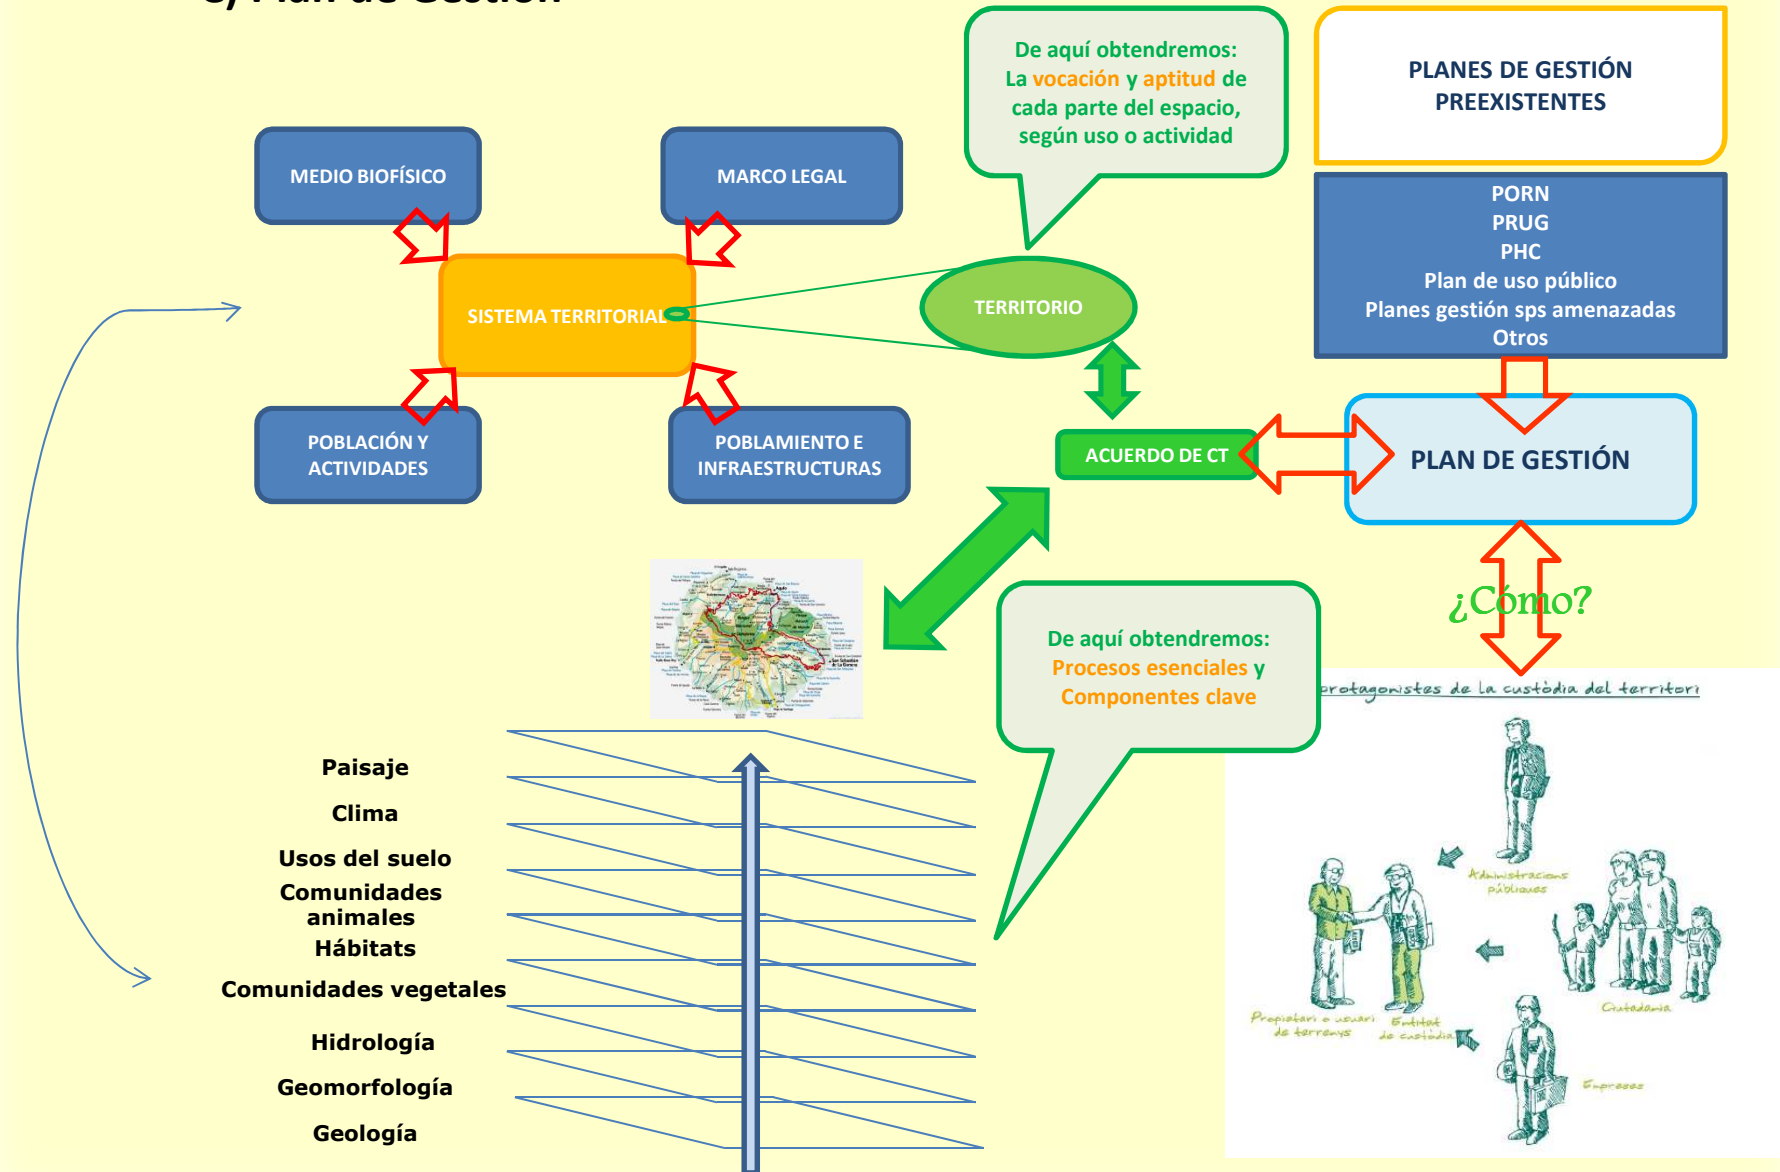 Plan de Gestión
De aquí obtendremos:
La vocación y aptitud de
cada parte del espacio,
según uso o actividad
PLANES DE GESTIÓN
PREEXISTENTES
MEDIO BIOFÍSICO
MARCO LEGAL
PORN
PRUG
PHC
Plan de uso público
Planes gestión sps amenazadas
Otros
SISTEMA TERRITORIAL
TERRITORIO
POBLACIÓN Y
ACTIVIDADES
POBLAMIENTO E
INFRAESTRUCTURAS
ACUERDO DE CT
PLAN DE GESTIÓN
¿Cómo?
De aquí obtendremos:
Procesos esenciales y
Componentes clave
protagonistes de la custòdia del territori
Paisaje
Clima
Usos del suelo
Comunidades
animales
Hábitats
Comunidades vegetales
Hidrología
Geomorfología
Geología
Administracions
públiques
Ciutadania
Propietari o usuari
de terrenys
Entitat
de custòdia
Empreses